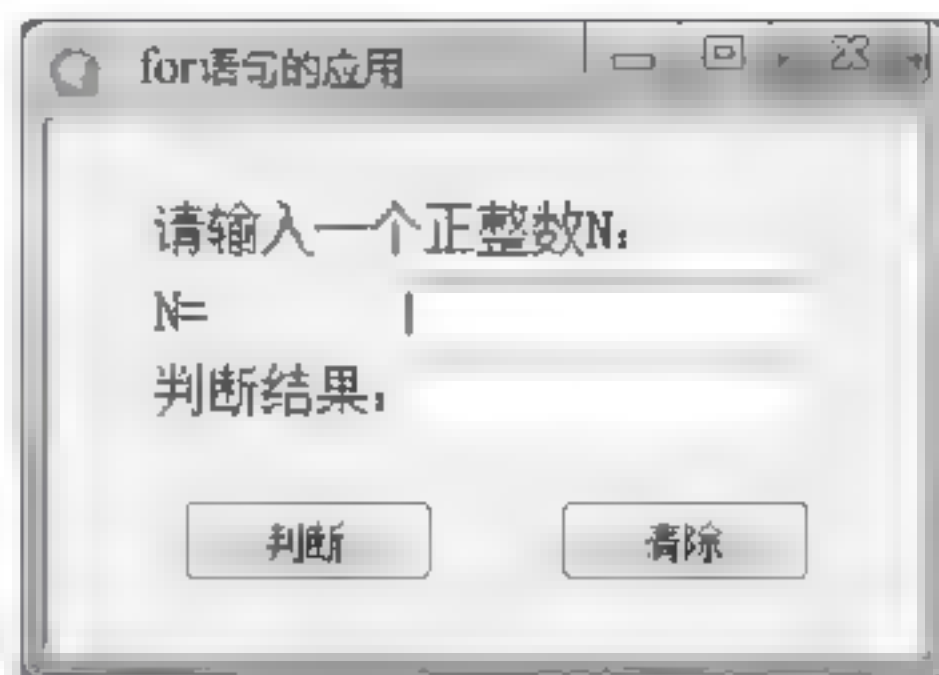 for语句的应用
请输入一个正整数N:
N=
判断结果:
判断
清除